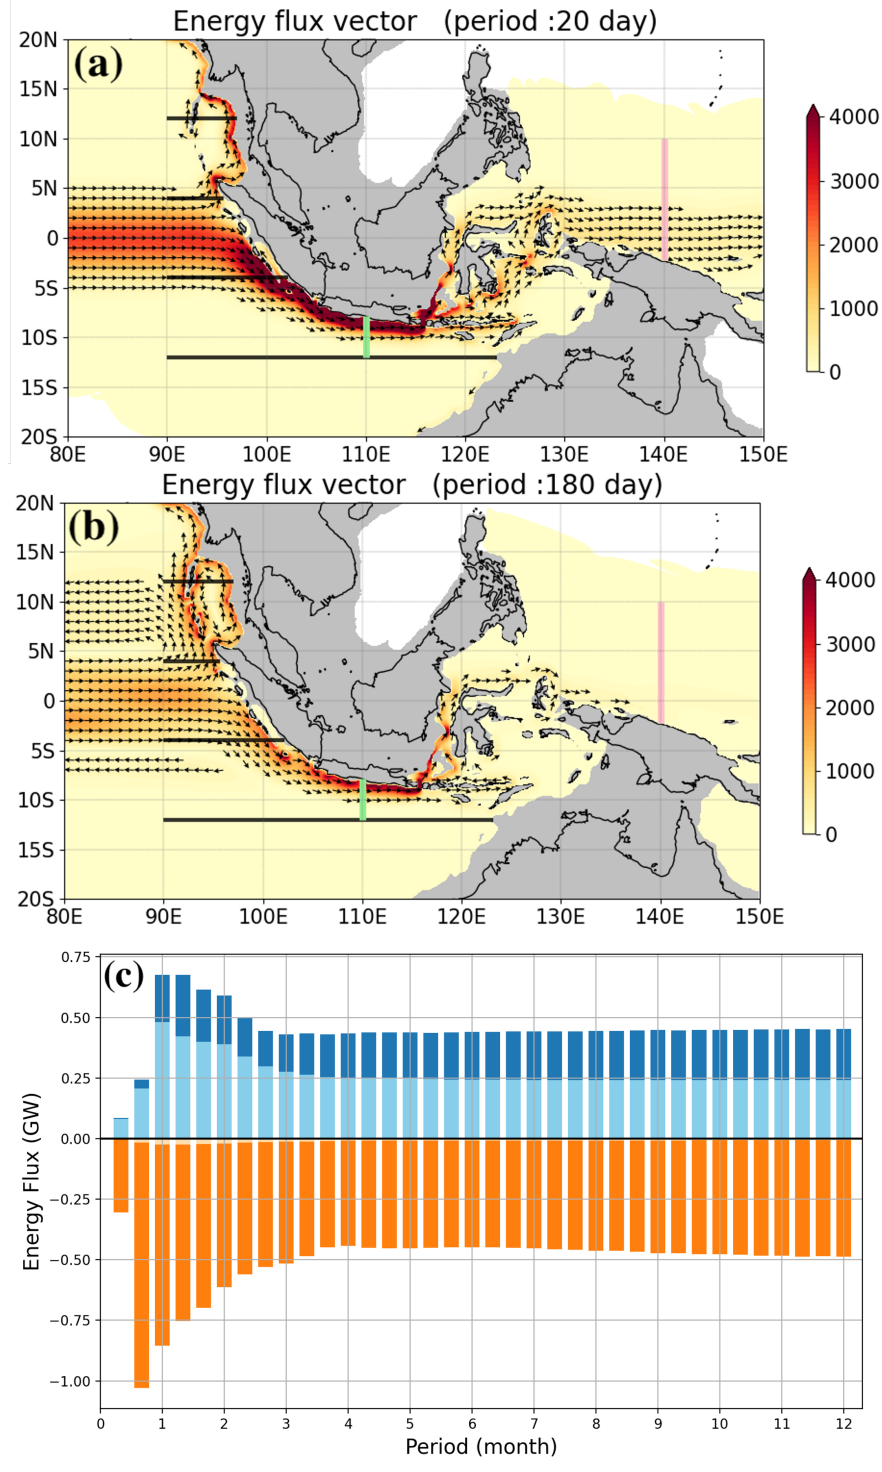 Energy flux vector (period :20 day)
(a)
20N
15N
10N
5N
0
5S
10S
15S
20S
80E 90E 100E 110E 120E 130E 140E 150E
4000
3000
2000
1000
0
Energy flux vector (period :180 day)
(b)
20N
15N
10N
5N
0
5S
10S
15S
20S
80E 90E 100E 110E 120E 130E 140E 150E
4000
3000
2000
1000
0
(c)
Energy Flux (GW)
0.75
0.50
0.25
0.00
−0.25
−0.50
−0.75
−1.00
0 1 2 3 4 5 6 7 8 9 10 11 12
Period (month)